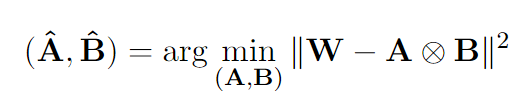 (Â, B̂) = arg min_{(A,B)} ‖W − A ⊗ B‖²